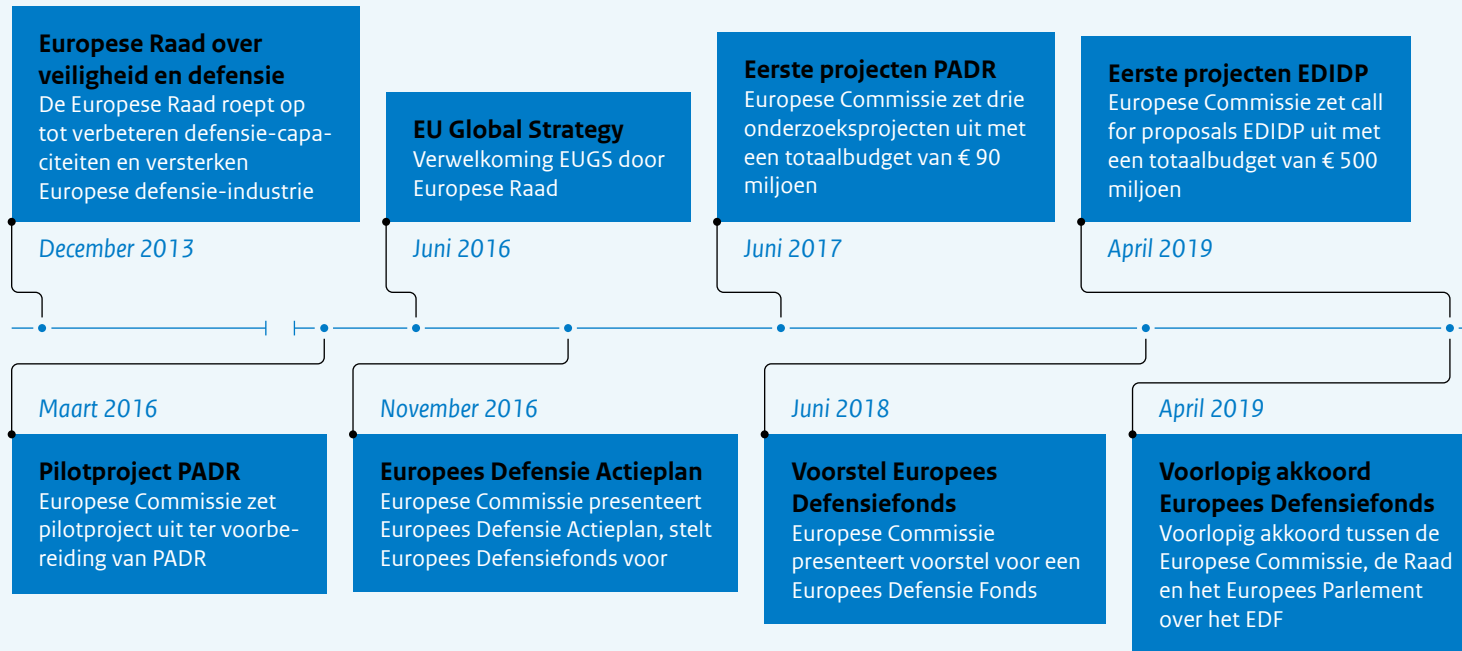 Europese Raad over
veiligheid en defensie
De Europese Raad roept op
tot verbeteren defensie-capa-
citeiten en versterken
Europese defensie-industrie
December 2013
EU Global Strategy
Verwelkoming EUGS door
Europese Raad
Juni 2016
Eerste projecten PADR
Europese Commissie zet drie
onderzoeksprojecten uit met
een totaalbudget van € 90
miljoen
Juni 2017
Eerste projecten EDIDP
Europese Commissie zet call
for proposals EDIDP uit met
een totaalbudget van € 500
miljoen
April 2019
Maart 2016
Pilotproject PADR
Europese Commissie zet
pilotproject uit ter voorbe-
reiding van PADR
November 2016
Europees Defensie Actieplan
Europese Commissie presenteert
Europees Defensie Actieplan, stelt
Europees Defensiefonds voor
Juni 2018
Voorstel Europees
Defensiefonds
Europese Commissie
presenteert voorstel voor een
Europees Defensie Fonds
April 2019
Voorlopig akkoord
Europees Defensiefonds
Voorlopig akkoord tussen de
Europese Commissie, de Raad
en het Europees Parlement
over het EDF